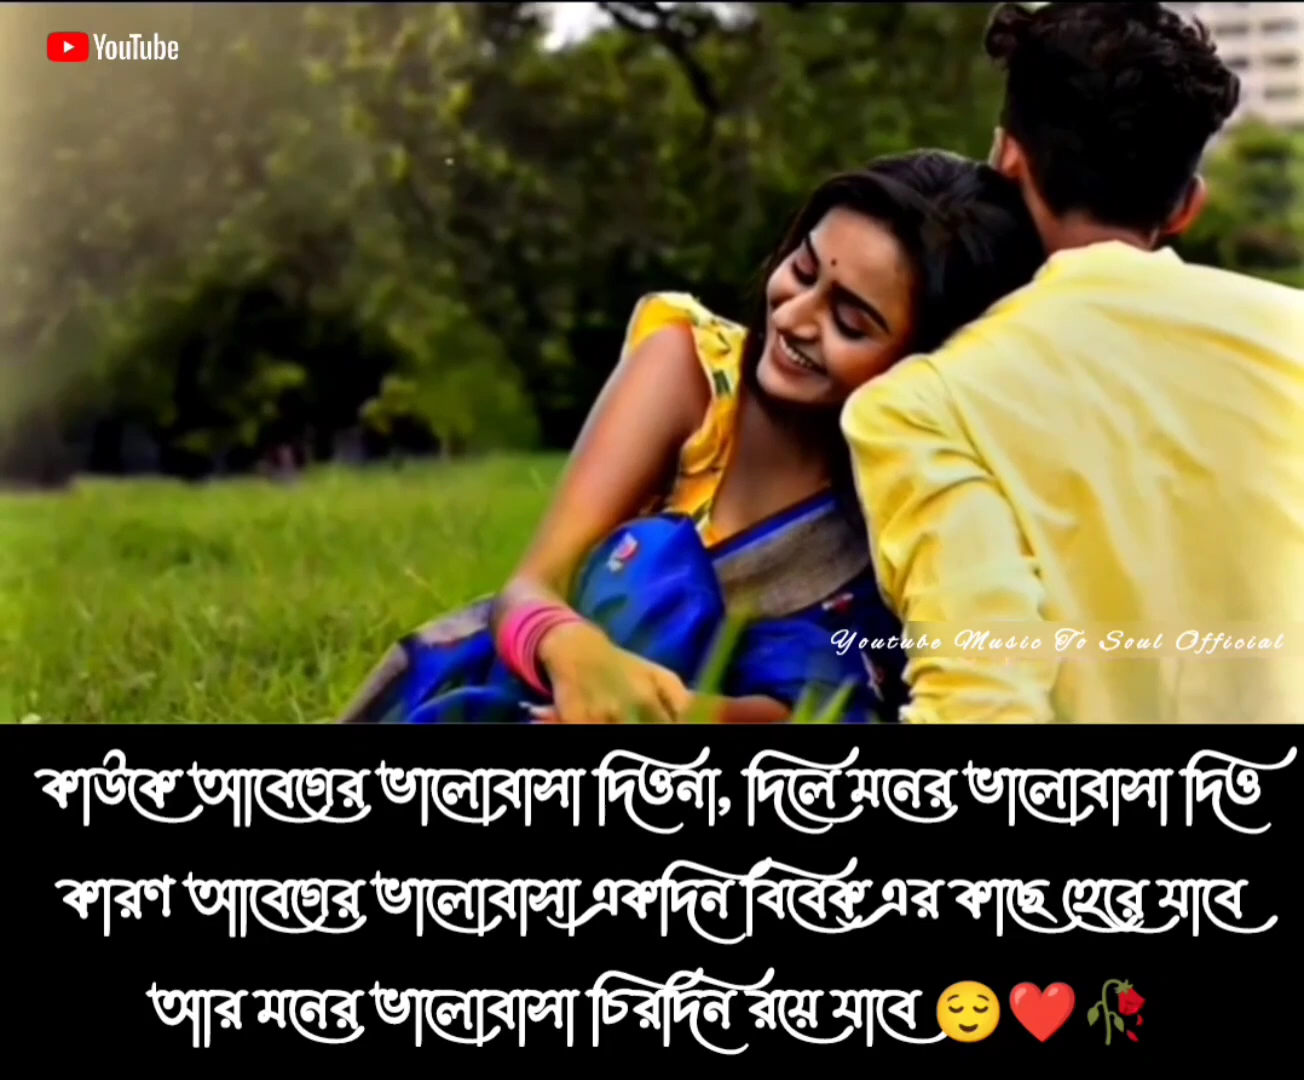 YouTube
Youtube Music To Soul Official
কাউকে আবেগের ভালোবাসা দিওনা, দিলে মনের ভালোবাসা দিও
কারণ আবেগের ভালোবাসা একদিন বিবেক এর কাছে হেরে যাবে
আর মনের ভালোবাসা চিরদিন রয়ে যাবে 😌❤️🥀